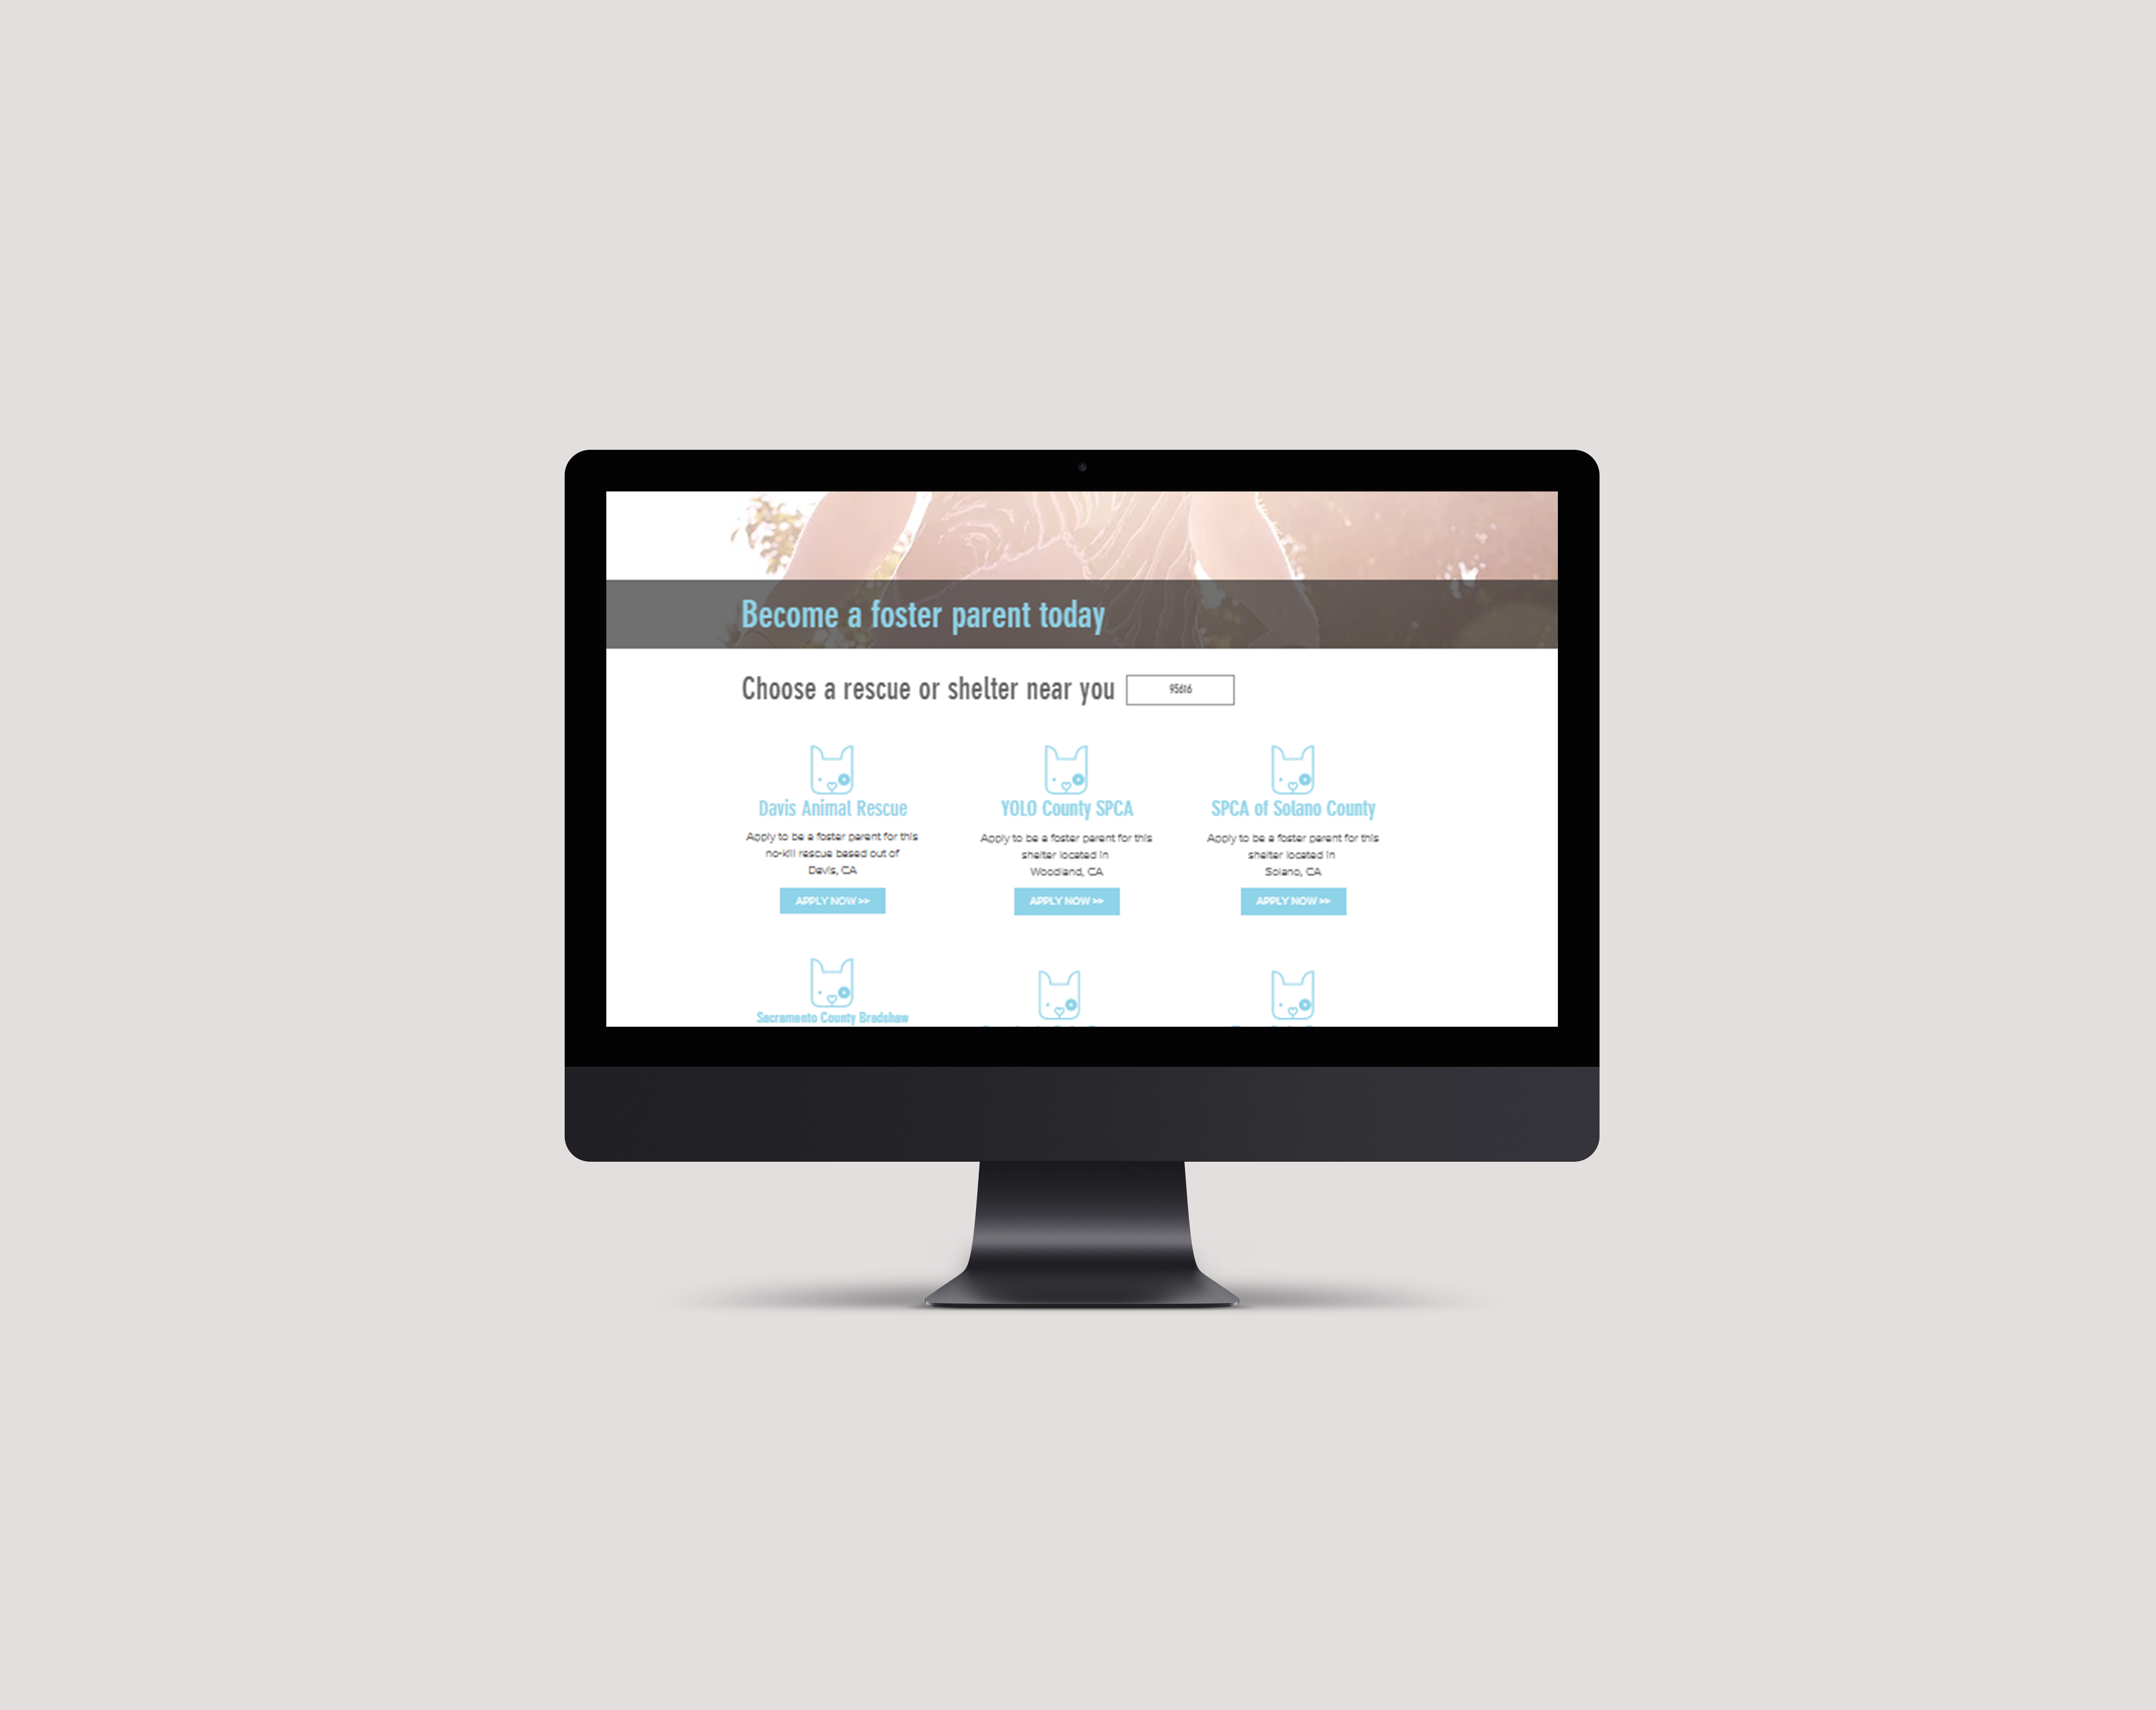 Become a foster parent today
Choose a rescue or shelter near you
95616
Davis Animal Rescue
Apply to be a foster parent for this
no-kill rescue based out of
Davis, CA
APPLY NOW >>
YOLO County SPCA
Apply to be a foster parent for this
shelter located in
Woodland, CA
APPLY NOW >>
SPCA of Solano County
Apply to be a foster parent for this
shelter located in
Solano, CA
APPLY NOW >>
Sacramento County Bradshaw